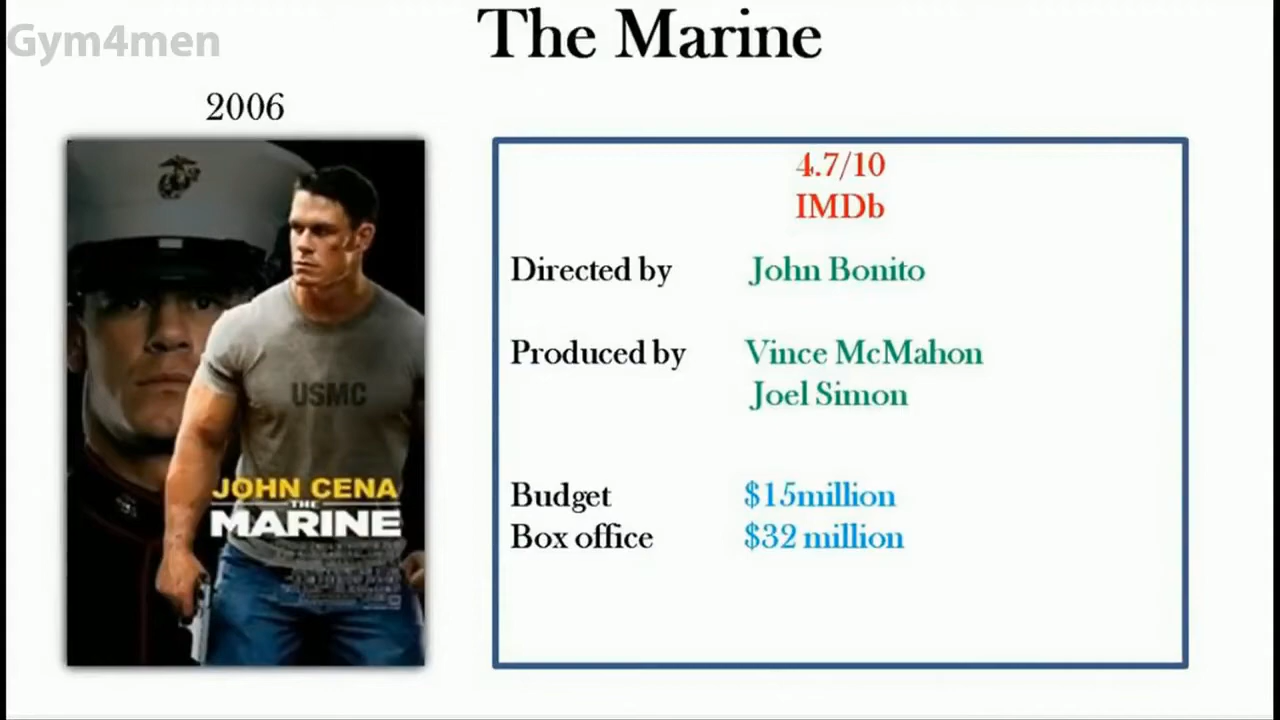 Gym4men
The Marine
2006
USMC
JOHN CENA
THE
MARINE
4.7/10
IMDb
Directed by John Bonito
Produced by Vince McMahon
Joel Simon
Budget $15million
Box office $32 million